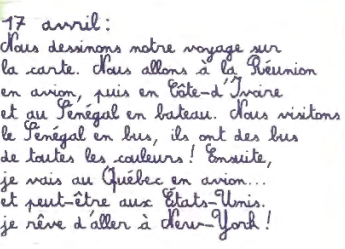 17 avril :
Nous dessinons notre voyage sur
la carte. Nous allons à la Réunion
en avion, puis en Côte-d'Ivoire
et au Sénégal en bateau. Nous visitons
le Sénégal en bus, ils ont des bus
de toutes les couleurs ! Ensuite,
je vais au Québec en avion...
et peut-être aux États-Unis.
je rêve d'aller à New-York !